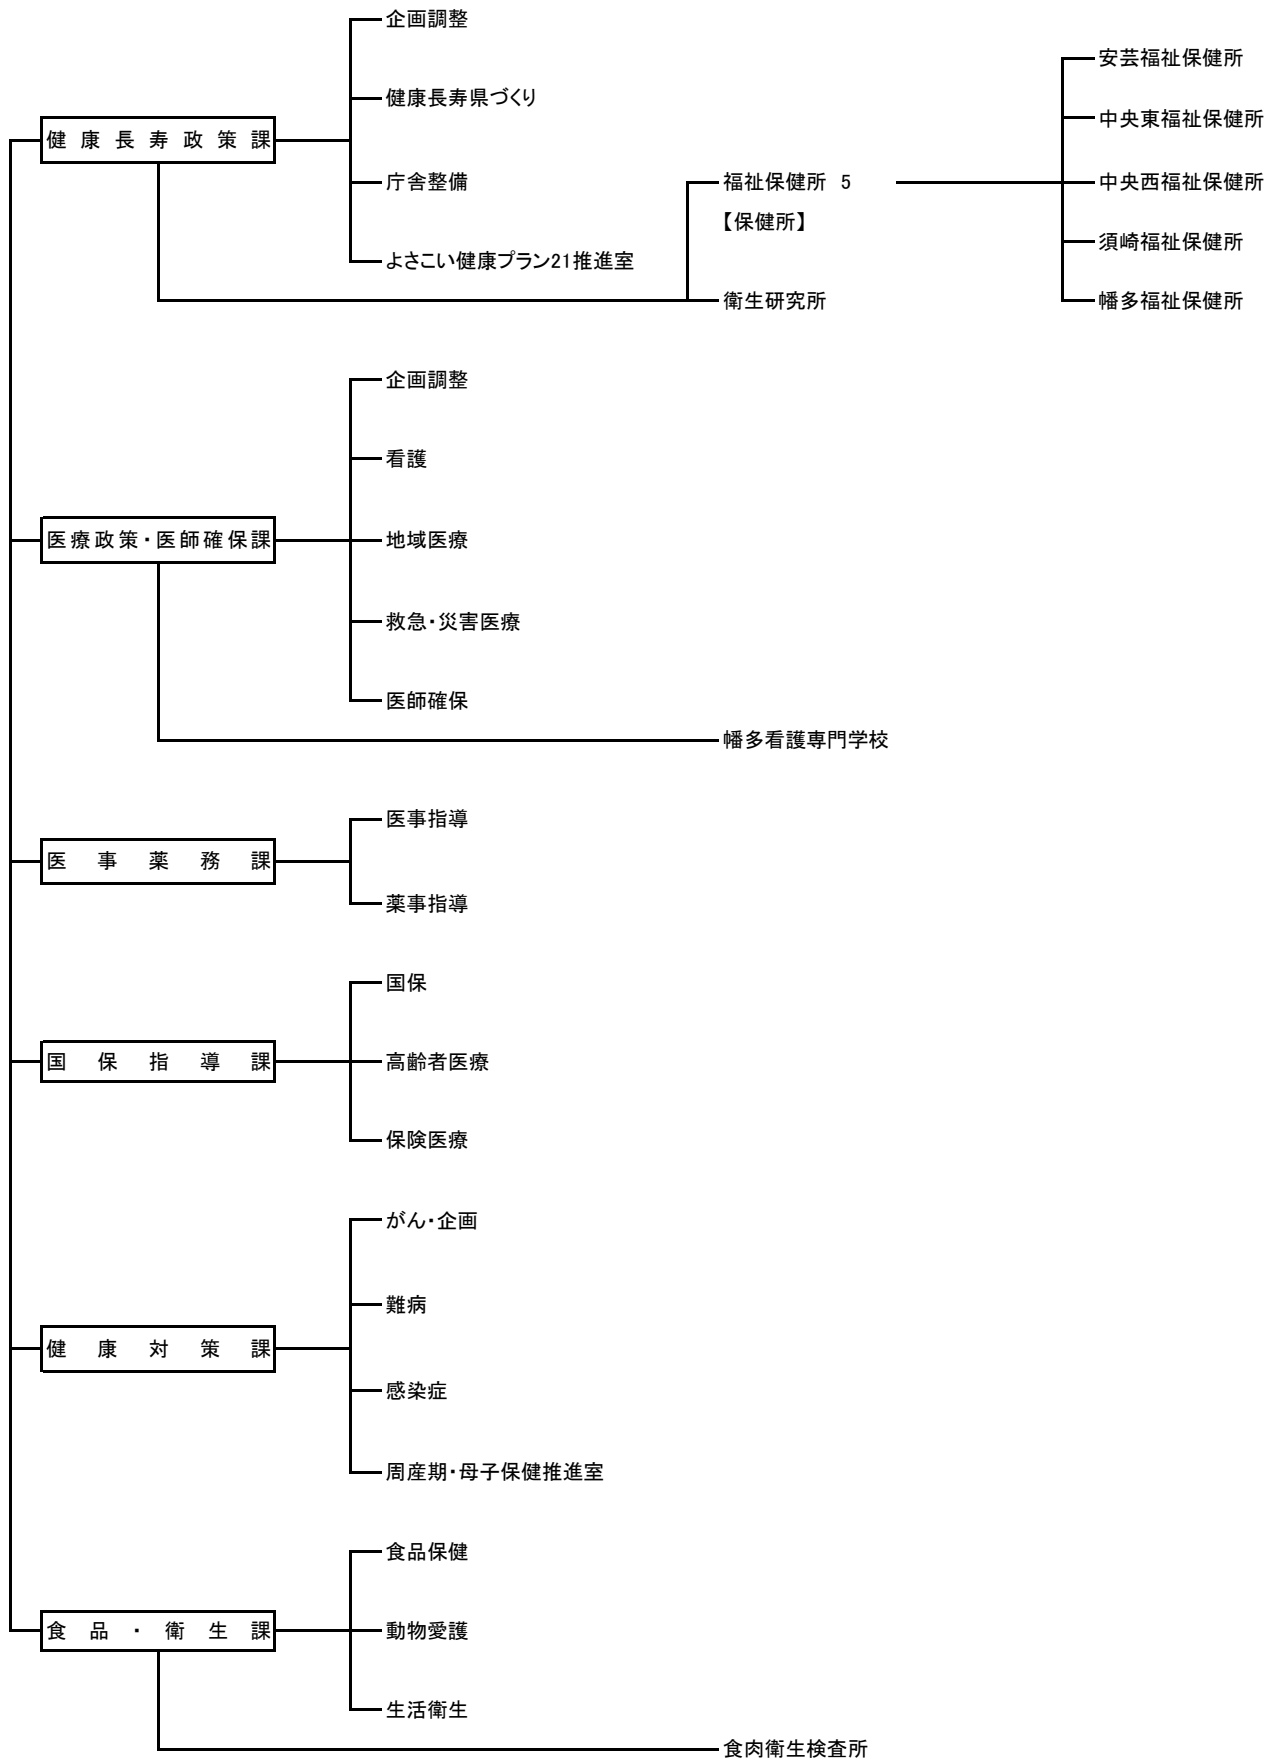 健康長寿政策課
企画調整
健康長寿県づくり
庁舎整備
よさこい健康プラン21推進室
福祉保健所 5
【保健所】
衛生研究所
安芸福祉保健所
中央東福祉保健所
中央西福祉保健所
須崎福祉保健所
幡多福祉保健所
医療政策・医師確保課
企画調整
看護
地域医療
救急・災害医療
医師確保
幡多看護専門学校
医事薬務課
医事指導
薬事指導
国保指導課
国保
高齢者医療
保険医療
健康対策課
がん・企画
難病
感染症
周産期・母子保健推進室
食品・衛生課
食品保健
動物愛護
生活衛生
食肉衛生検査所